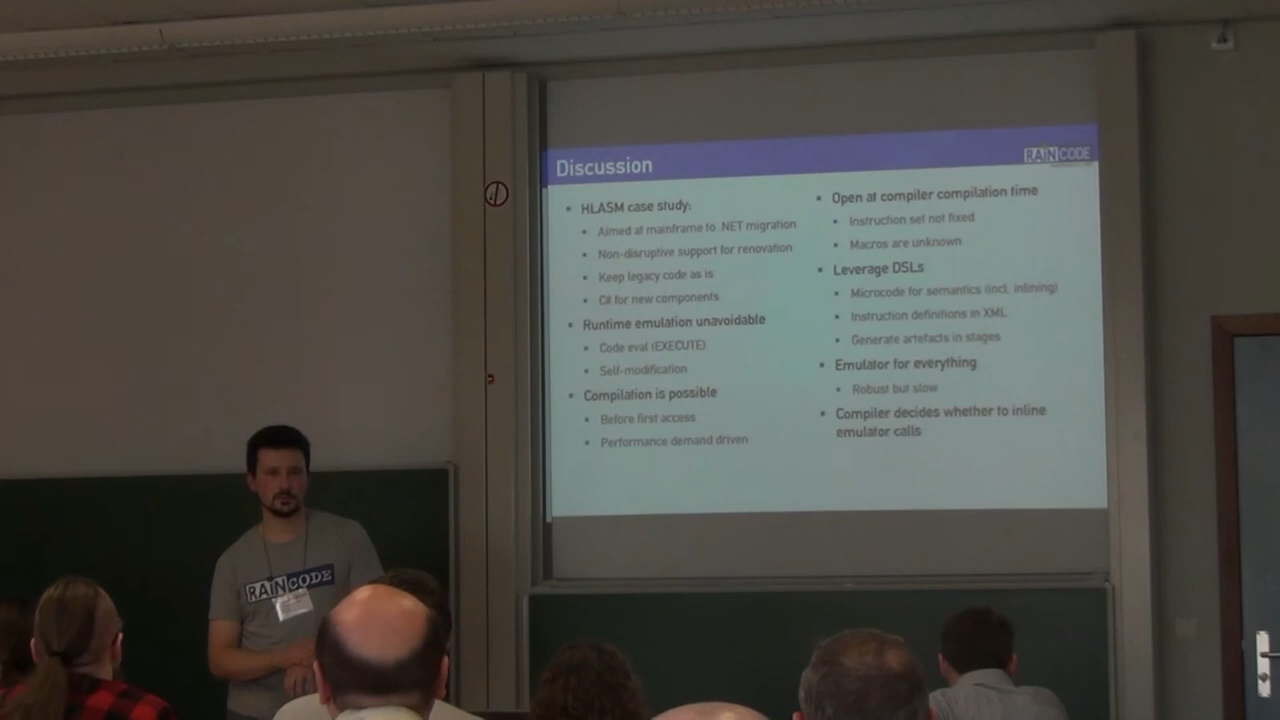 Discussion
RAINCODE
HLASM case study:
Aimed at mainframe to .NET migration
Non-disruptive support for renovation
Keep legacy code as is
C# for new components
Runtime emulation unavoidable
Code eval (EXECUTE)
Self-modification
Compilation is possible
Before first access
Performance demand driven
Open at compiler compilation time
Instruction set not fixed
Macros are unknown
Leverage DSLs
Microcode for semantics (incl. inlining)
Instruction definitions in XML
Generate artefacts in stages
Emulator for everything
Robust but slow
Compiler decides whether to inline
emulator calls
RAINCODE